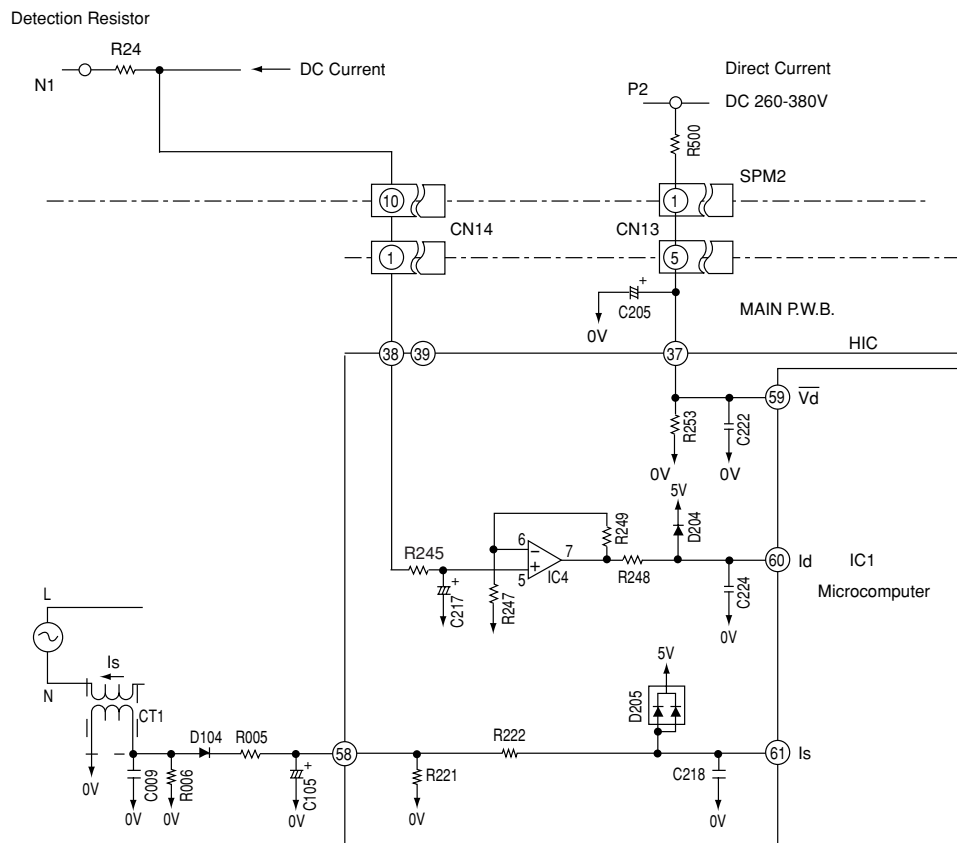 Detection Resistor
R24
DC Current
N1
Direct Current
P2
DC 260-380V
R500
SPM2
10
1
CN14
CN13
1
5
+
C205
0V
MAIN P.W.B.
38
39
37
HIC
59
Vd
R253
C222
0V
0V
5V
D204
R249
6
7
R245
5
IC4
R248
60
Id
IC1
Microcomputer
+
C217
R247
C224
0V
L
N
Is
CT1
5V
D205
D104
R005
58
R222
61
Is
0V
C009
R006
+
C105
R221
C218
0V
0V
0V
0V
0V